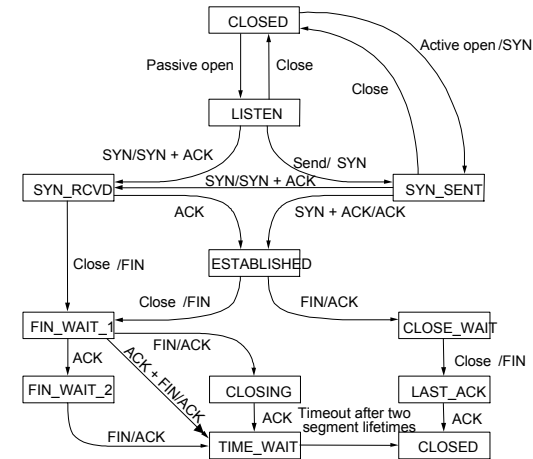 CLOSED
Active open /SYN
Passive open
Close
Close
LISTEN
SYN/SYN + ACK
Send/ SYN
SYN/SYN + ACK
SYN_RCVD
SYN_SENT
ACK
SYN + ACK/ACK
Close /FIN
ESTABLISHED
Close /FIN
FIN/ACK
FIN_WAIT_1
CLOSE_WAIT
FIN/ACK
ACK
ACK + FIN/ACK
Close /FIN
FIN_WAIT_2
CLOSING
LAST_ACK
ACK
Timeout after two
segment lifetimes
ACK
FIN/ACK
TIME_WAIT
CLOSED